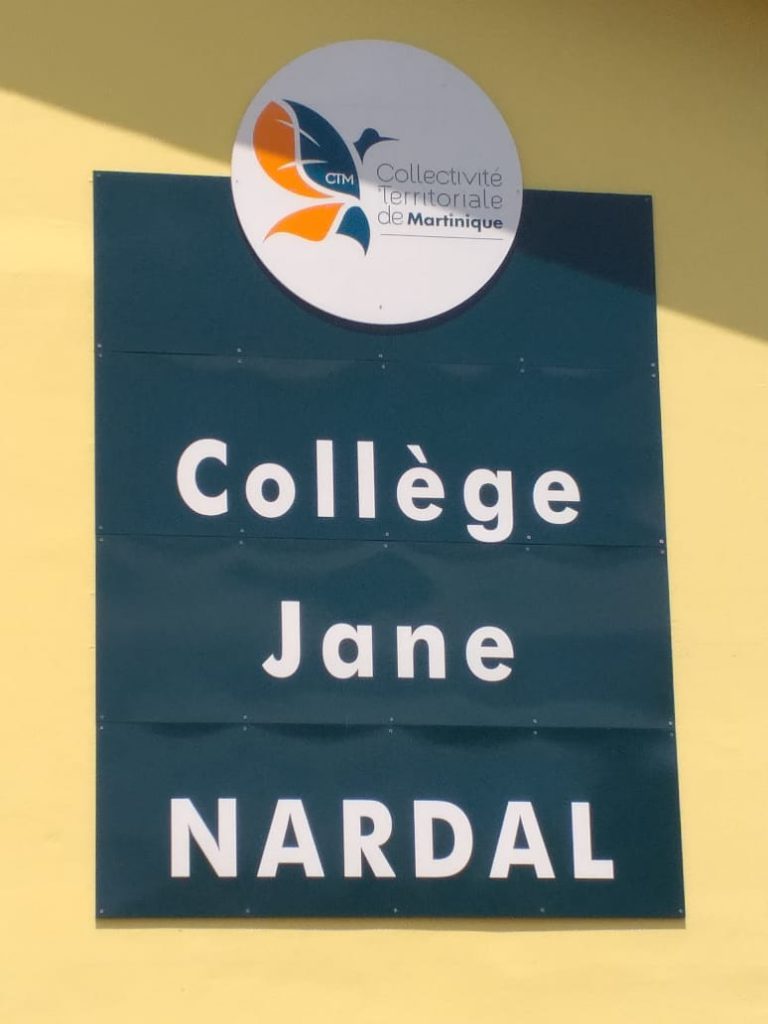 CTM
Collectivité
Territoriale
de Martinique
Collège
Jane
NARDAL